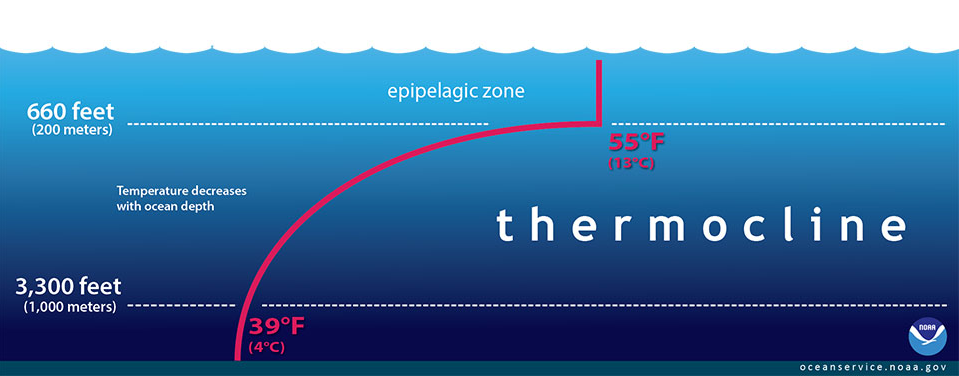 epipelagic zone
660 feet
(200 meters)
55°F
(13°C)
Temperature decreases
with ocean depth
thermocline
3,300 feet
(1,000 meters)
39°F
(4°C)
NOAA
oceanservice.noaa.gov